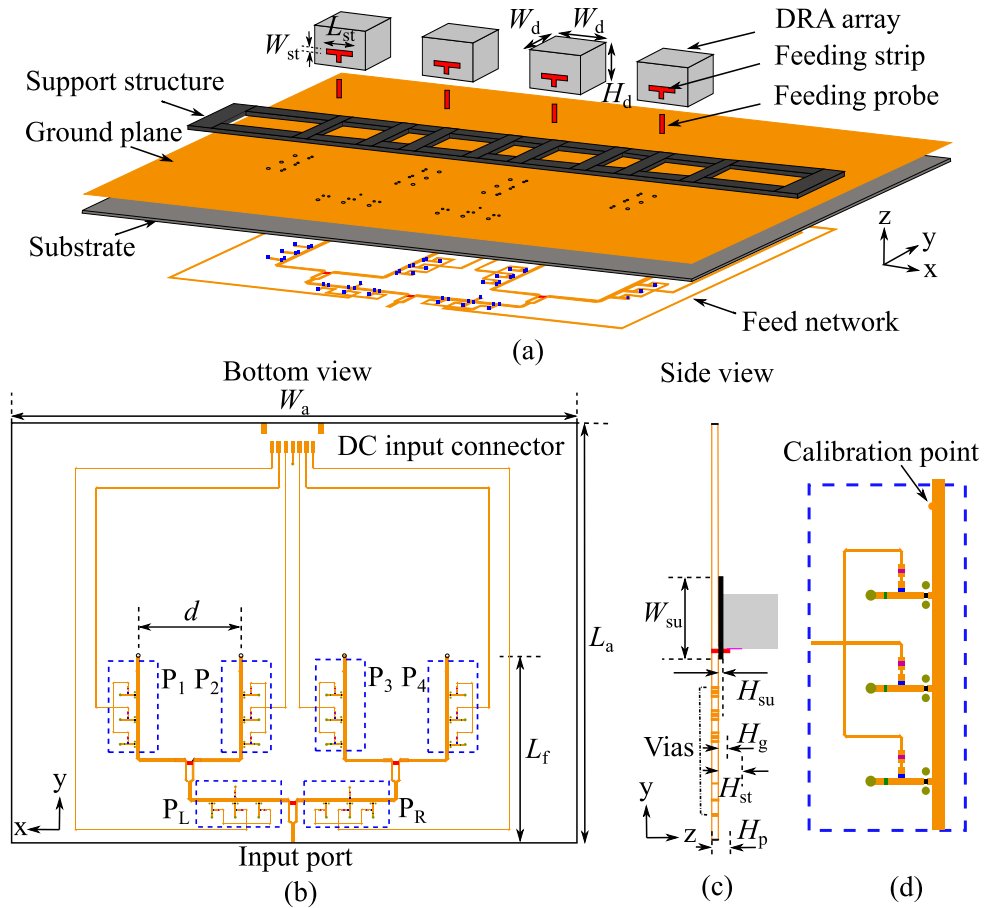 W_d W_d DRA array
L_st
W_st Feeding strip
Support structure H_d Feeding probe
Ground plane
Substrate
z
y
x
Feed network
(a)
Bottom view Side view
W_a
DC input connector Calibration point
d W_su
L_a
P_1 P_2 P_3 P_4
H_su
L_f Vias H_g
H_st
P_L P_R
y y
x z H_p
Input port
(b) (c) (d)